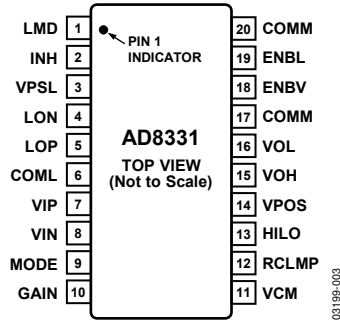 LMD 1
INH 2
VPSL 3
LON 4
LOP 5
COML 6
VIP 7
VIN 8
MODE 9
GAIN 10
PIN 1
INDICATOR
AD8331
TOP VIEW
(Not to Scale)
20 COMM
19 ENBL
18 ENBV
17 COMM
16 VOL
15 VOH
14 VPOS
13 HILO
12 RCLMP
11 VCM
03199-003